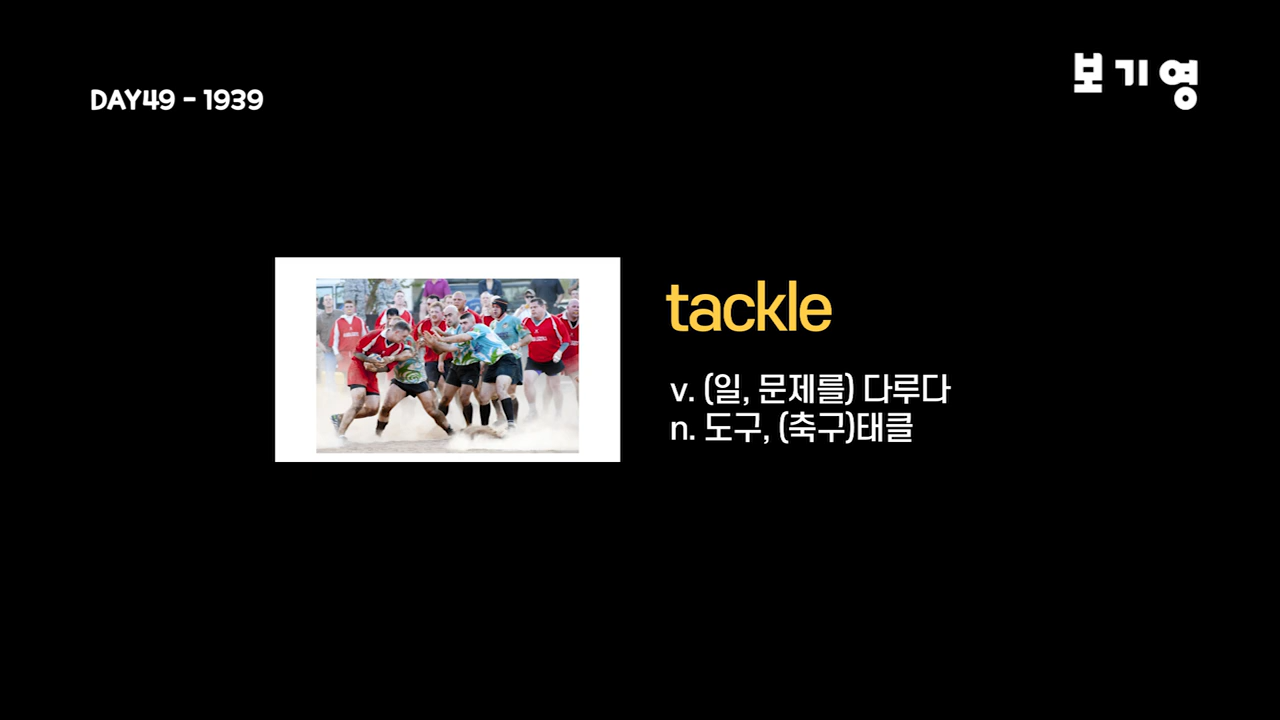 DAY49 - 1939
보기영
tackle
v. (일, 문제를) 다루다
n. 도구, (축구)태클